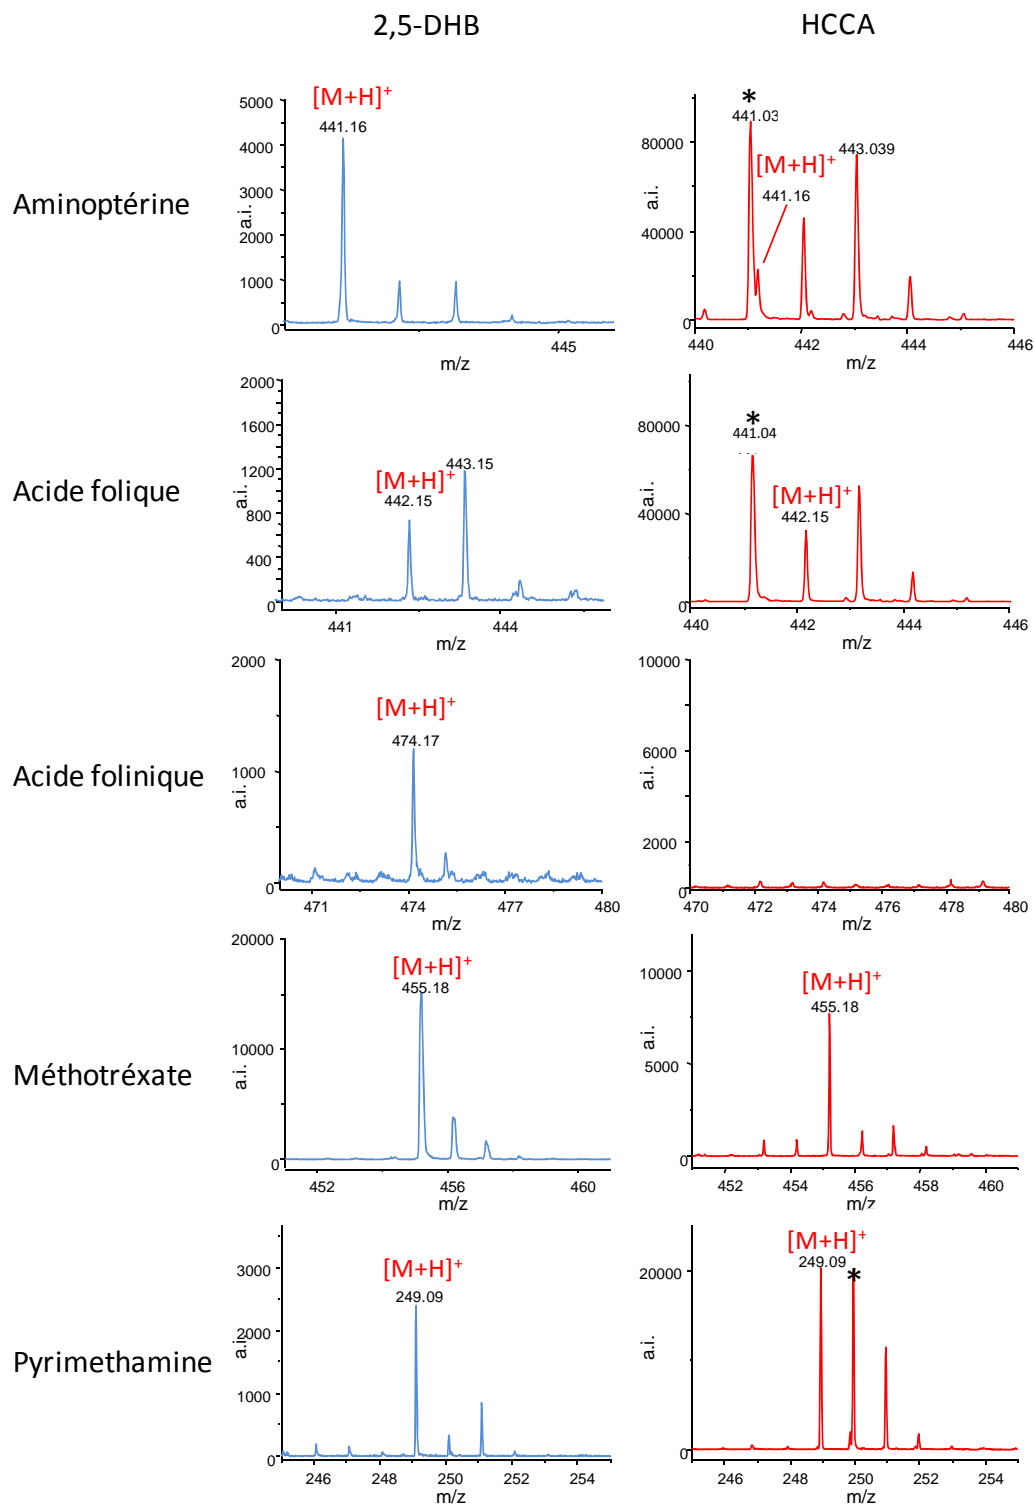 2,5-DHB
HCCA
Aminoptérine
5000
4000
3000
2000
1000
0
a.i.
[M+H]+
441.16
445
m/z
80000
40000
0
a.i.
*
441.03
[M+H]+
441.16
443.039
440
442
444
446
m/z
Acide folique
2000
1600
1200
800
400
0
a.i.
[M+H]+
442.15
443.15
441
444
m/z
80000
40000
0
a.i.
*
441.04
[M+H]+
442.15
440
442
444
446
m/z
Acide folinique
2000
1000
0
a.i.
[M+H]+
474.17
471
474
477
480
m/z
10000
6000
2000
0
a.i.
470
472
474
476
478
480
m/z
Méthotréxate
20000
10000
0
a.i.
[M+H]+
455.18
452
456
460
m/z
10000
5000
0
a.i.
[M+H]+
455.18
452
454
456
458
460
m/z
Pyrimethamine
3000
2000
1000
0
a.i.
[M+H]+
249.09
246
248
250
252
254
m/z
20000
0
a.i.
[M+H]+
249.09
*
246
248
250
252
254
m/z